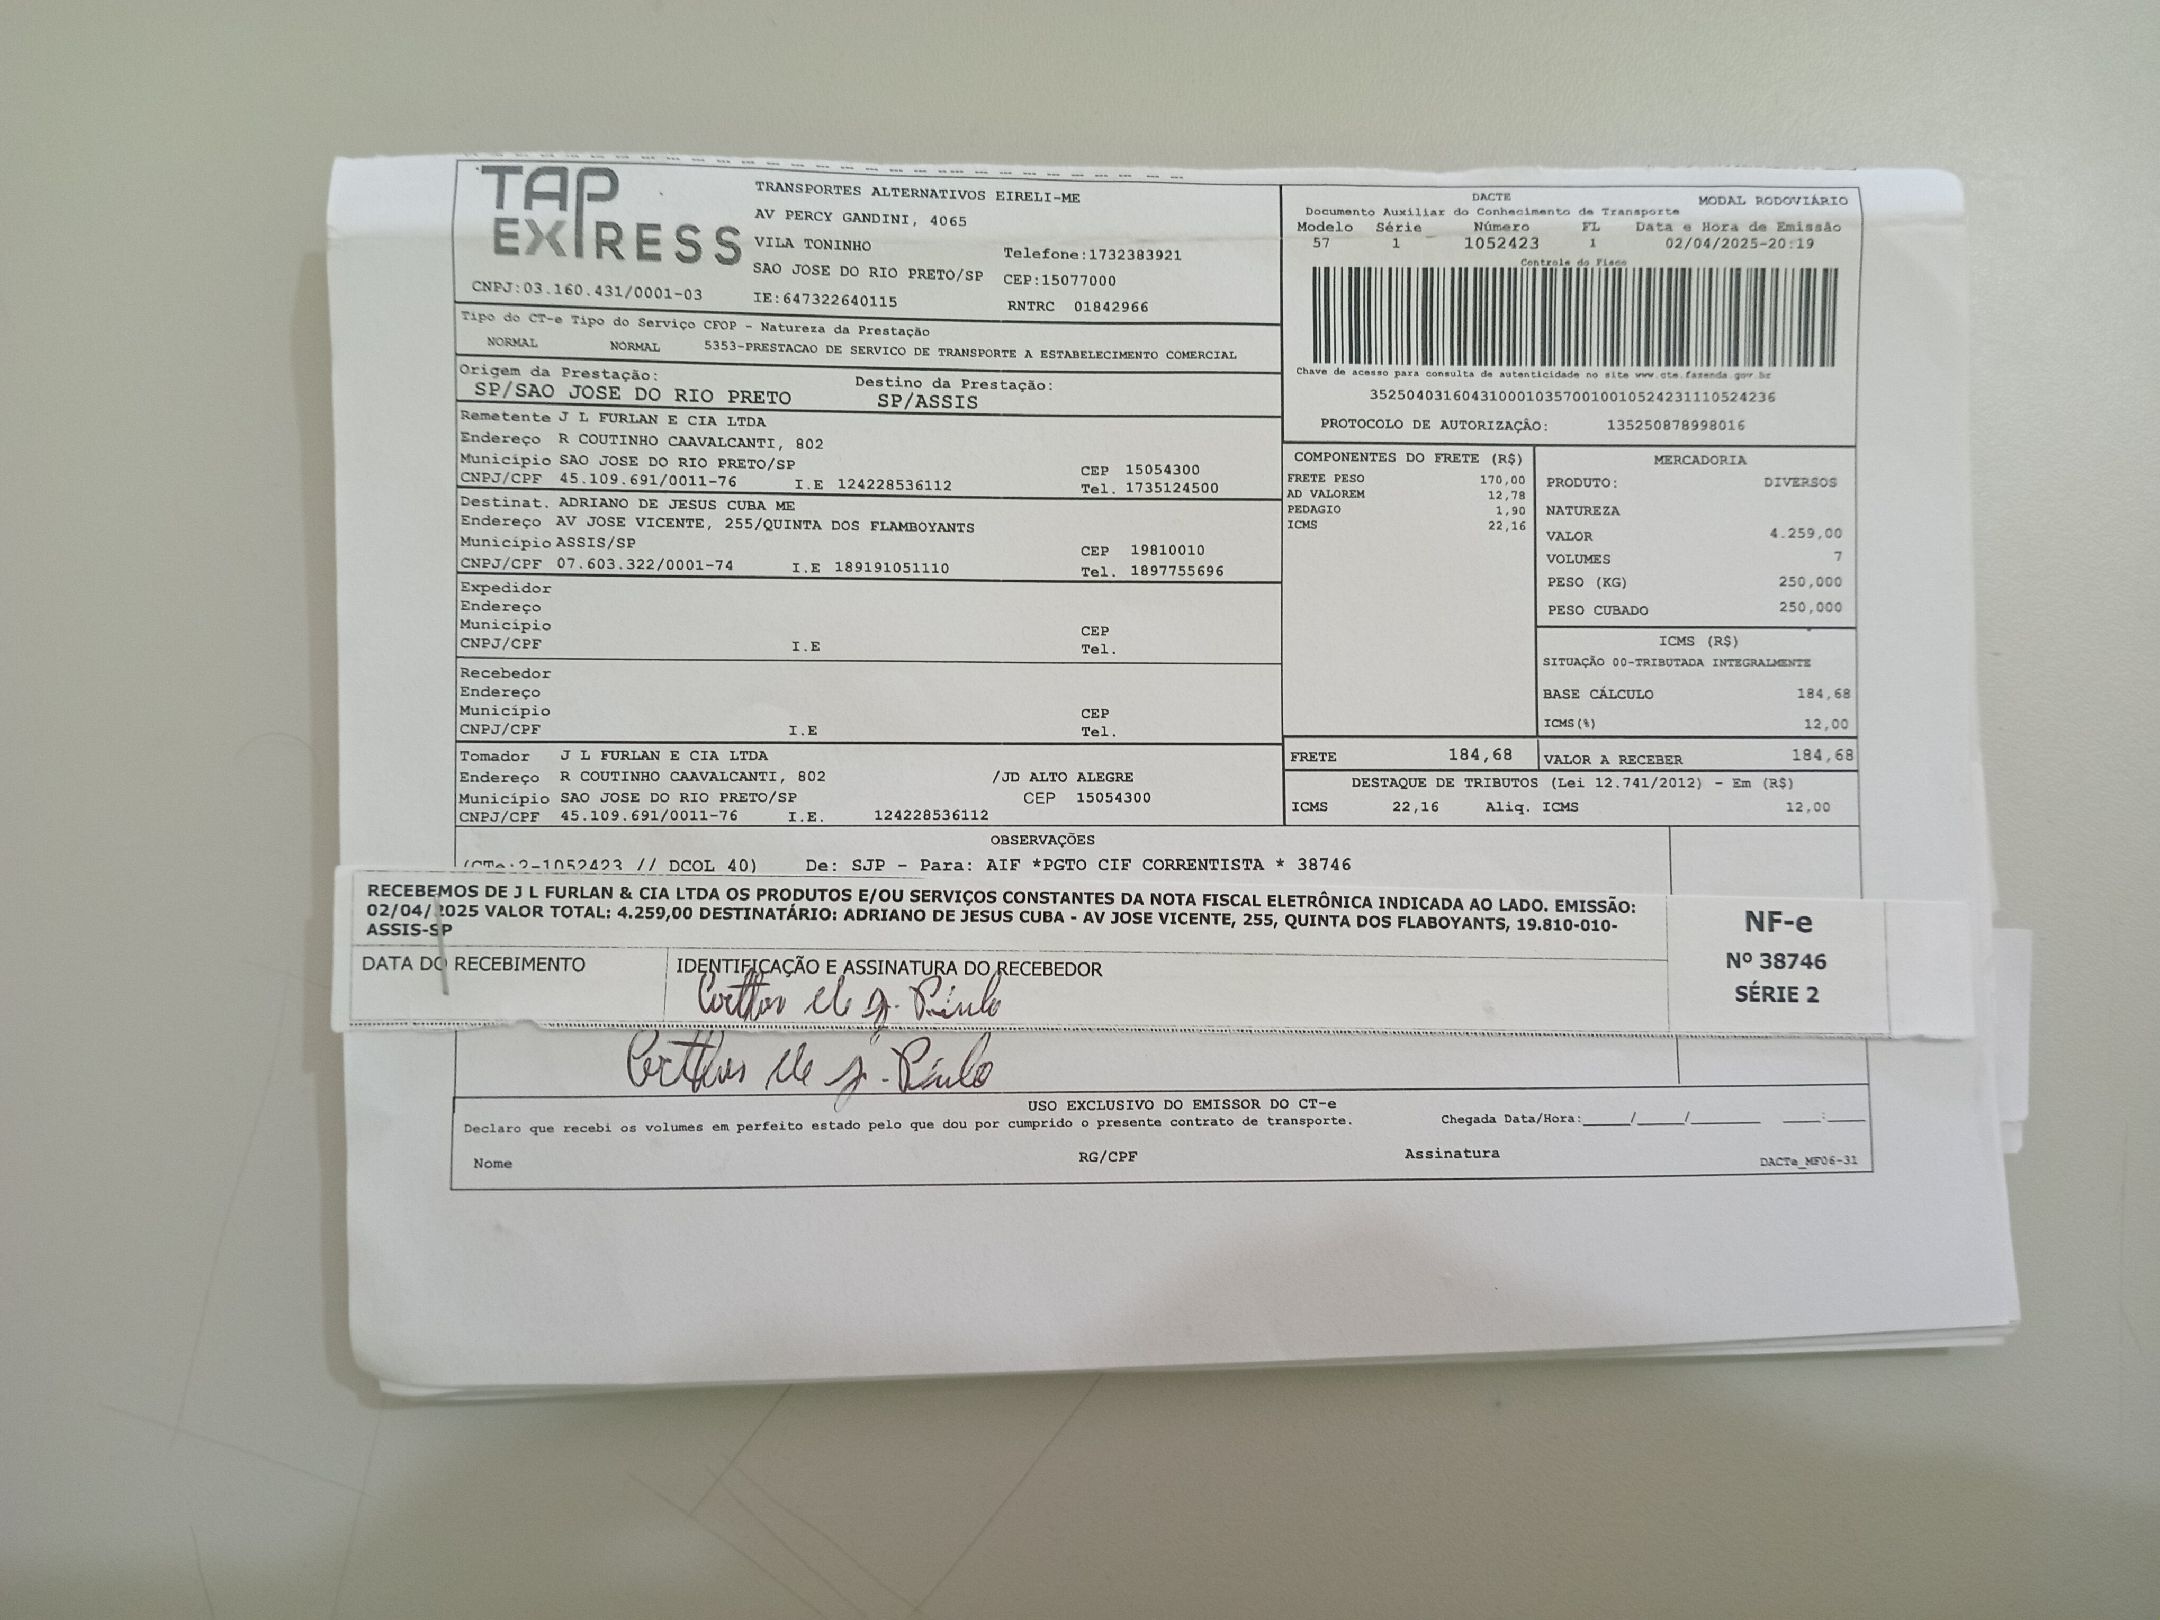 TAP
EXPRESS
CNPJ:03.160.431/0001-03
TRANSPORTES ALTERNATIVOS EIRELI-ME
AV PERCY GANDINI, 4065
VILA TONINHO
Telefone:1732383921
SAO JOSE DO RIO PRETO/SP CEP:15077000
IE:647322640115 RNTRC 01842966
DACTE MODAL RODOVIÁRIO
Documento Auxiliar do Conhecimento de Transporte
Modelo Série Número FL Data e Hora de Emissão
57 1 1052423 1 02/04/2025-20:19
Controle do Fisco
Chave de acesso para consulta de autenticidade no site www.cte.fazenda.gov.br
35250403160431000103570010010524231110524236
PROTOCOLO DE AUTORIZAÇÃO: 135250878998016
Tipo do CT-e Tipo do Serviço CFOP - Natureza da Prestação
NORMAL NORMAL 5353-PRESTACAO DE SERVICO DE TRANSPORTE A ESTABELECIMENTO COMERCIAL
Origem da Prestação: Destino da Prestação:
SP/SAO JOSE DO RIO PRETO SP/ASSIS
Remetente J L FURLAN E CIA LTDA
Endereço R COUTINHO CAAVALCANTI, 802
Município SAO JOSE DO RIO PRETO/SP CEP 15054300
CNPJ/CPF 45.109.691/0011-76 I.E 124228536112 Tel. 1735124500
Destinat. ADRIANO DE JESUS CUBA ME
Endereço AV JOSE VICENTE, 255/QUINTA DOS FLAMBOYANTS
Município ASSIS/SP CEP 19810010
CNPJ/CPF 07.603.322/0001-74 I.E 189191051110 Tel. 1897755696
Expedidor
Endereço
Município CEP
CNPJ/CPF I.E Tel.
Recebedor
Endereço
Município CEP
CNPJ/CPF I.E Tel.
Tomador J L FURLAN E CIA LTDA
Endereço R COUTINHO CAAVALCANTI, 802 /JD ALTO ALEGRE
Município SAO JOSE DO RIO PRETO/SP CEP 15054300
CNPJ/CPF 45.109.691/0011-76 I.E. 124228536112
COMPONENTES DO FRETE (R$)
FRETE PESO 170,00
AD VALOREM 12,78
PEDAGIO 1,90
ICMS 22,16
MERCADORIA
PRODUTO: DIVERSOS
NATUREZA
VALOR 4.259,00
VOLUMES 7
PESO (KG) 250,000
PESO CUBADO 250,000
ICMS (R$)
SITUAÇÃO 00-TRIBUTADA INTEGRALMENTE
BASE CÁLCULO 184,68
ICMS(%) 12,00
FRETE 184,68 VALOR A RECEBER 184,68
DESTAQUE DE TRIBUTOS (Lei 12.741/2012) - Em (R$)
ICMS 22,16 Aliq. ICMS 12,00
OBSERVAÇÕES
(CTe:2-1052423 // DCOL 40) De: SJP - Para: AIF *PGTO CIF CORRENTISTA * 38746
RECEBEMOS DE J L FURLAN & CIA LTDA OS PRODUTOS E/OU SERVIÇOS CONSTANTES DA NOTA FISCAL ELETRÔNICA INDICADA AO LADO. EMISSÃO:
02/04/2025 VALOR TOTAL: 4.259,00 DESTINATÁRIO: ADRIANO DE JESUS CUBA - AV JOSE VICENTE, 255, QUINTA DOS FLABOYANTS, 19.810-010-
ASSIS-SP
DATA DO RECEBIMENTO IDENTIFICAÇÃO E ASSINATURA DO RECEBEDOR
NF-e
Nº 38746
SÉRIE 2
USO EXCLUSIVO DO EMISSOR DO CT-e
Declaro que recebi os volumes em perfeito estado pelo que dou por cumprido o presente contrato de transporte. Chegada Data/Hora:____/____/______ ___:___
Nome RG/CPF Assinatura DACTe_MF06-31